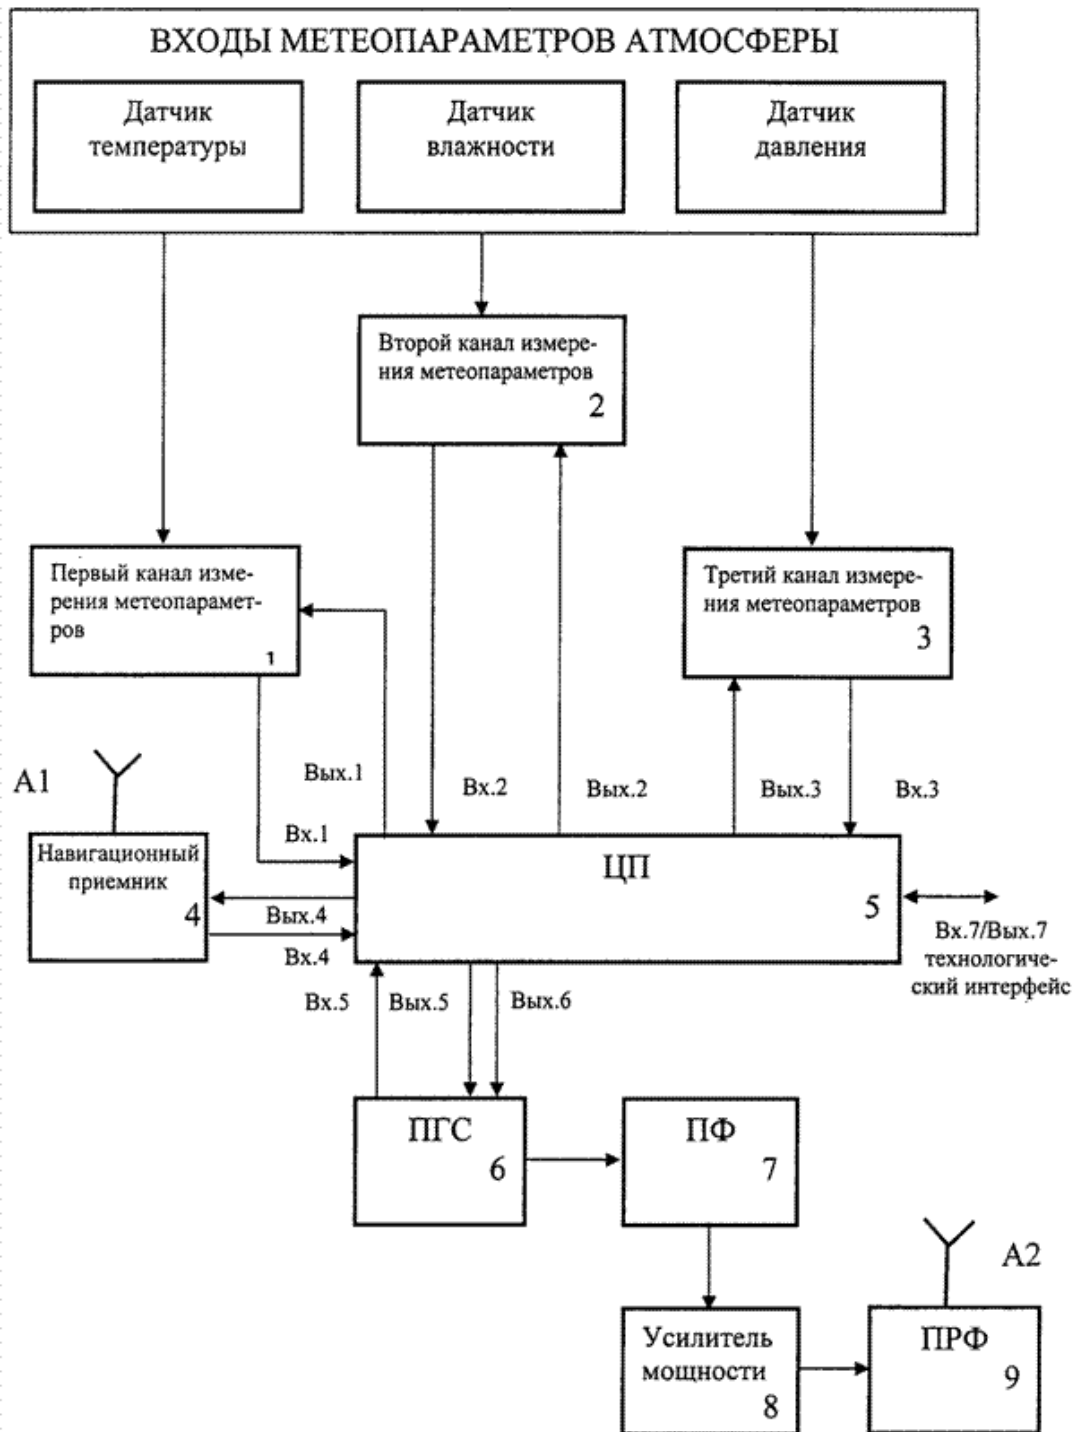 ВХОДЫ МЕТЕОПАРАМЕТРОВ АТМОСФЕРЫ
Датчик
температуры
Датчик
влажности
Датчик
давления
Второй канал измере-
ния метеопараметров
2
Первый канал изме-
рения метеопарамет-
ров
1
Третий канал измере-
ния метеопараметров
3
А1
Вых.1
Вх.2
Вых.2
Вых.3
Вх.3
Вх.1
Навигационный
приемник
4
ЦП
5
Вых.4
Вх.4
Вх.7/Вых.7
технологиче-
ский интерфейс
Вх.5
Вых.5
Вых.6
ПГС
6
ПФ
7
А2
Усилитель
мощности
8
ПРФ
9